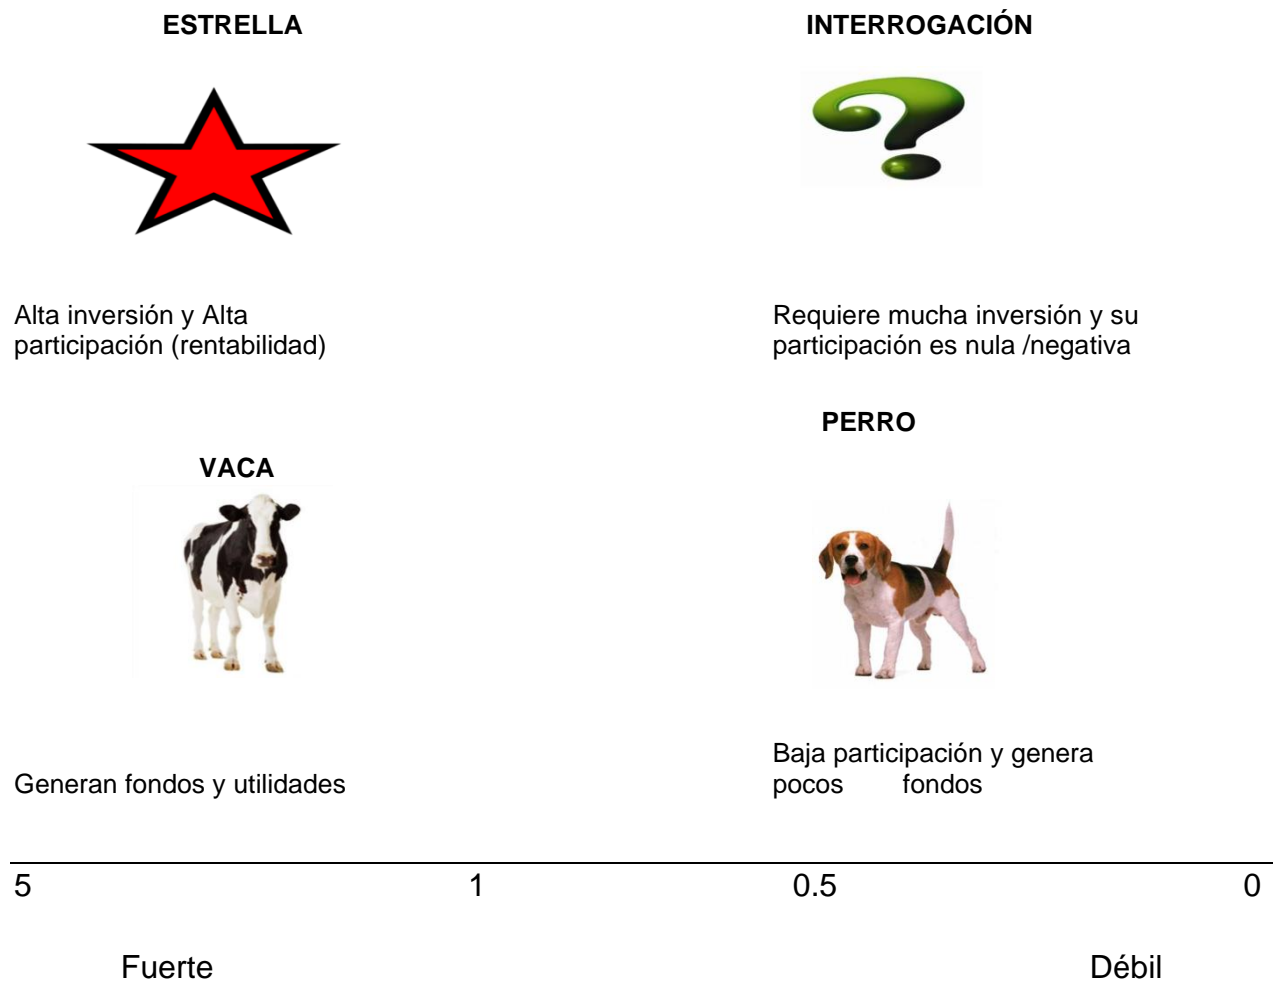 ESTRELLA
INTERROGACIÓN
Alta inversión y Alta
participación (rentabilidad)
Requiere mucha inversión y su
participación es nula /negativa
VACA
PERRO
Generan fondos y utilidades
Baja participación y genera
pocos fondos
5 1 0.5 0
Fuerte Débil